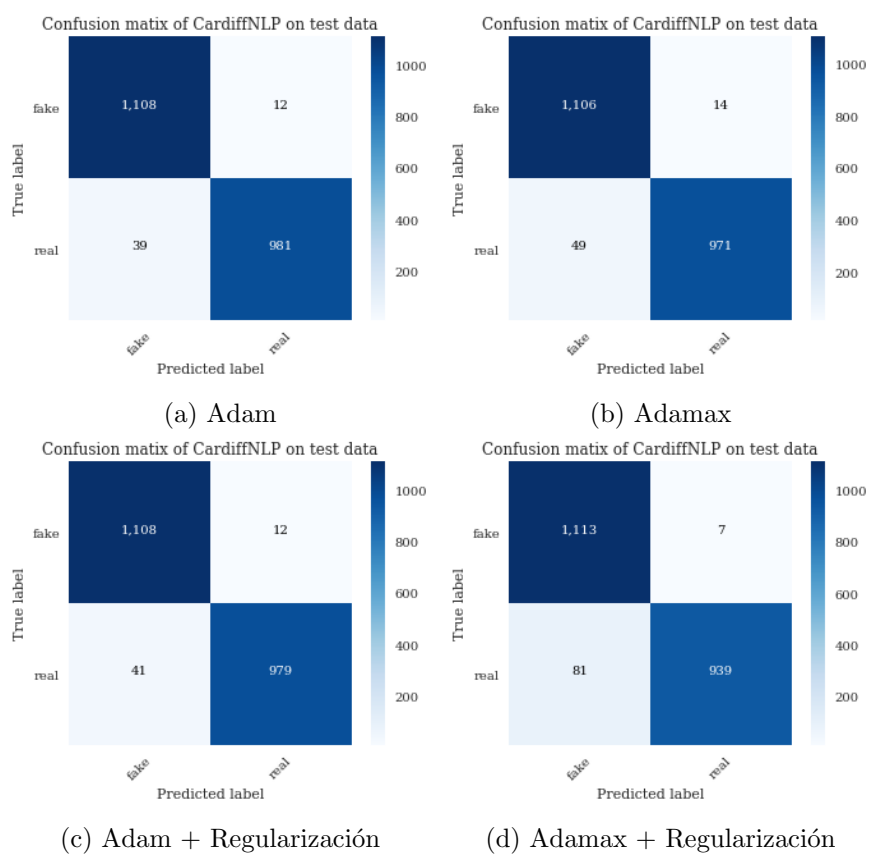 Confusion matix of CardiffNLP on test data
True label
fake
real
1,108
12
39
981
fake
real
Predicted label
1000
800
600
400
200
(a) Adam
Confusion matix of CardiffNLP on test data
True label
fake
real
1,106
14
49
971
fake
real
Predicted label
1000
800
600
400
200
(b) Adamax
Confusion matix of CardiffNLP on test data
True label
fake
real
1,108
12
41
979
fake
real
Predicted label
1000
800
600
400
200
(c) Adam + Regularización
Confusion matix of CardiffNLP on test data
True label
fake
real
1,113
7
81
939
fake
real
Predicted label
1000
800
600
400
200
(d) Adamax + Regularización